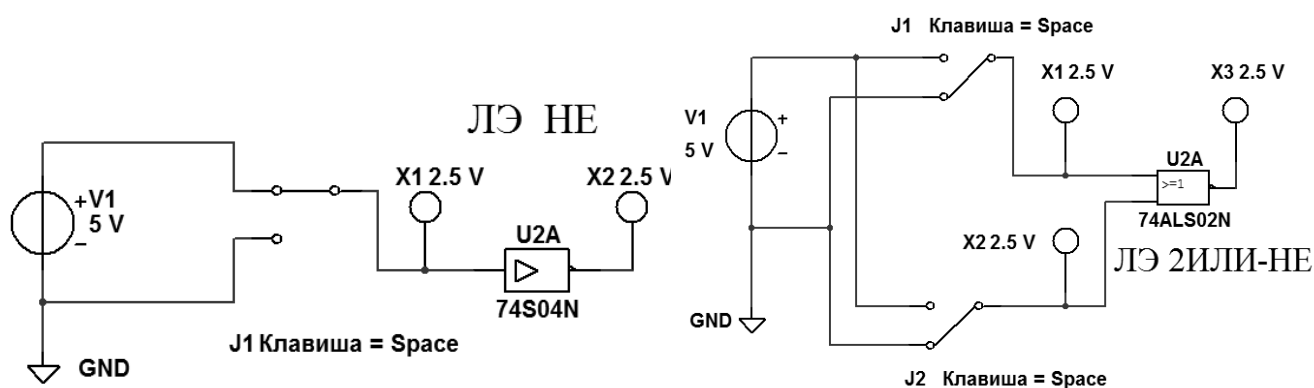 ЛЭ НЕ
+V1
5 V
–
X1 2.5 V
X2 2.5 V
U2A
74S04N
J1 Клавиша = Space
GND
J1 Клавиша = Space
V1
5 V
+
–
X1 2.5 V
X3 2.5 V
U2A
>=1
74ALS02N
X2 2.5 V
ЛЭ 2ИЛИ-НЕ
GND
J2 Клавиша = Space